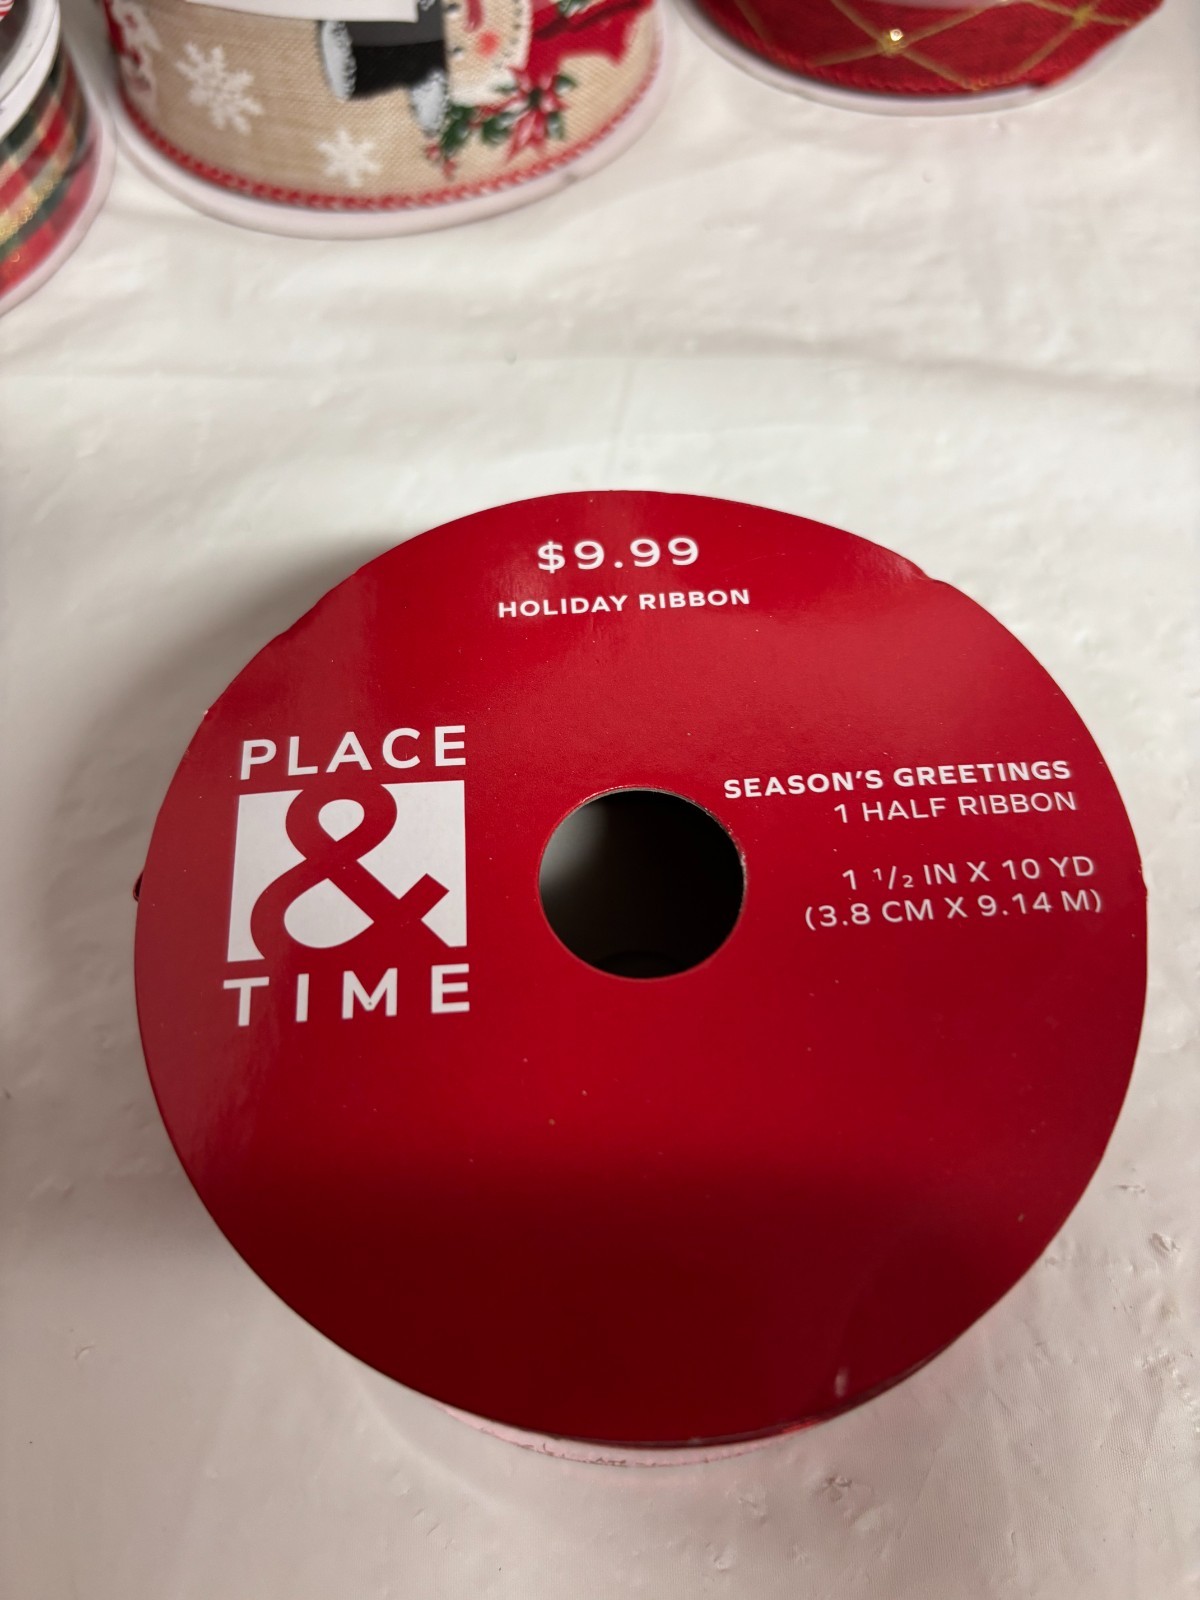 $9.99
HOLIDAY RIBBON
PLACE
&
TIME
SEASON'S GREETINGS
1 HALF RIBBON
1 1/2 IN X 10 YD
(3.8 CM X 9.14 M)